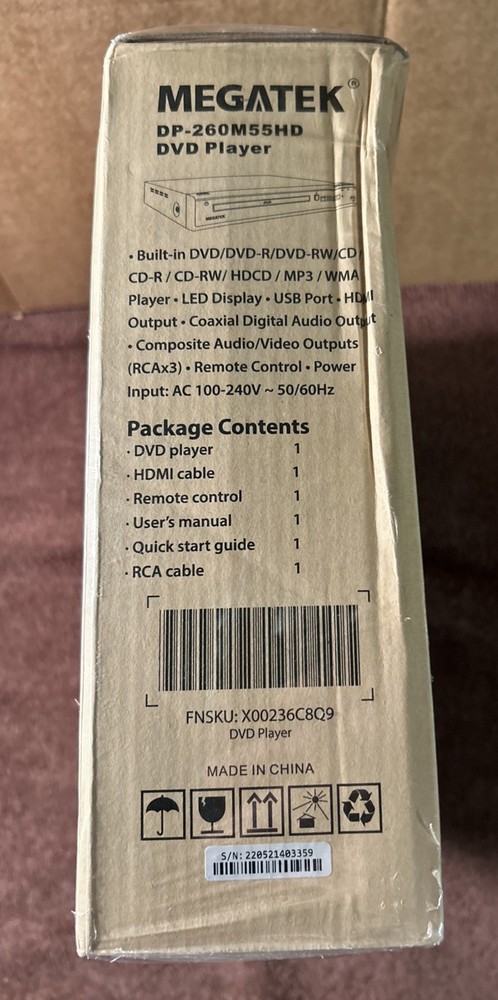 MEGATEK®
DP-260M55HD
DVD Player
MEGATEK
• Built-in DVD/DVD-R/DVD-RW/CD/
CD-R / CD-RW/ HDCD / MP3 / WMA
Player • LED Display • USB Port • HDMI
Output • Coaxial Digital Audio Output
• Composite Audio/Video Outputs
(RCAx3) • Remote Control • Power
Input: AC 100-240V ~ 50/60Hz
Package Contents
· DVD player 1
· HDMI cable 1
· Remote control 1
· User's manual 1
· Quick start guide 1
· RCA cable 1
FNSKU: X00236C8Q9
DVD Player
MADE IN CHINA
S/N: 220521403359